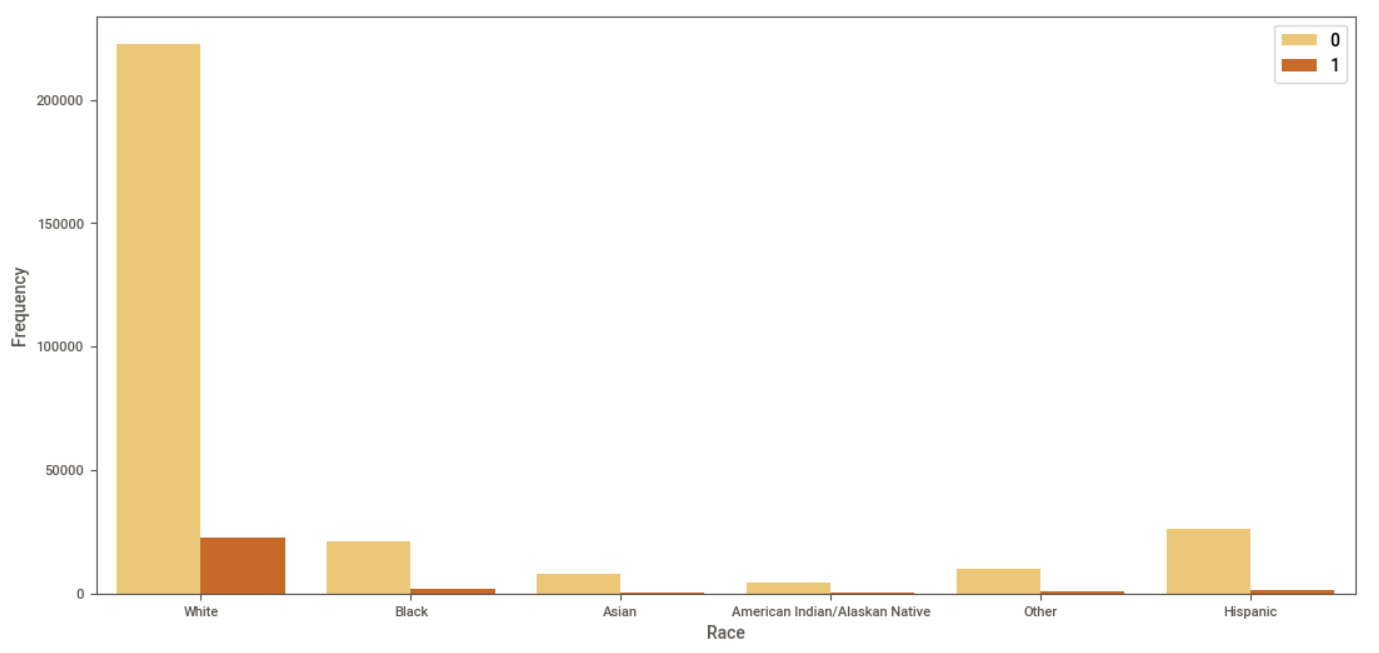 0
1
200000
150000
100000
50000
0
Frequency
White Black Asian American Indian/Alaskan Native Other Hispanic
Race